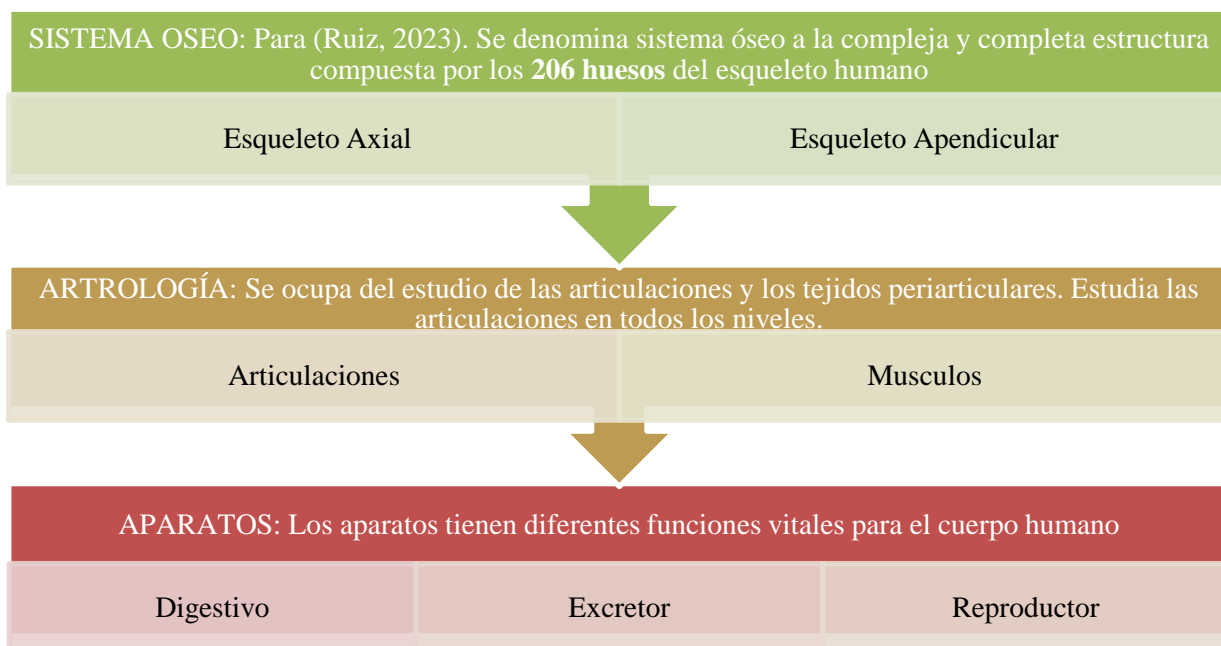 SISTEMA OSEO: Para (Ruiz, 2023). Se denomina sistema óseo a la compleja y completa estructura
compuesta por los 206 huesos del esqueleto humano
Esqueleto Axial
Esqueleto Apendicular
ARTROLOGÍA: Se ocupa del estudio de las articulaciones y los tejidos periarticulares. Estudia las
articulaciones en todos los niveles.
Articulaciones
Musculos
APARATOS: Los aparatos tienen diferentes funciones vitales para el cuerpo humano
Digestivo
Excretor
Reproductor